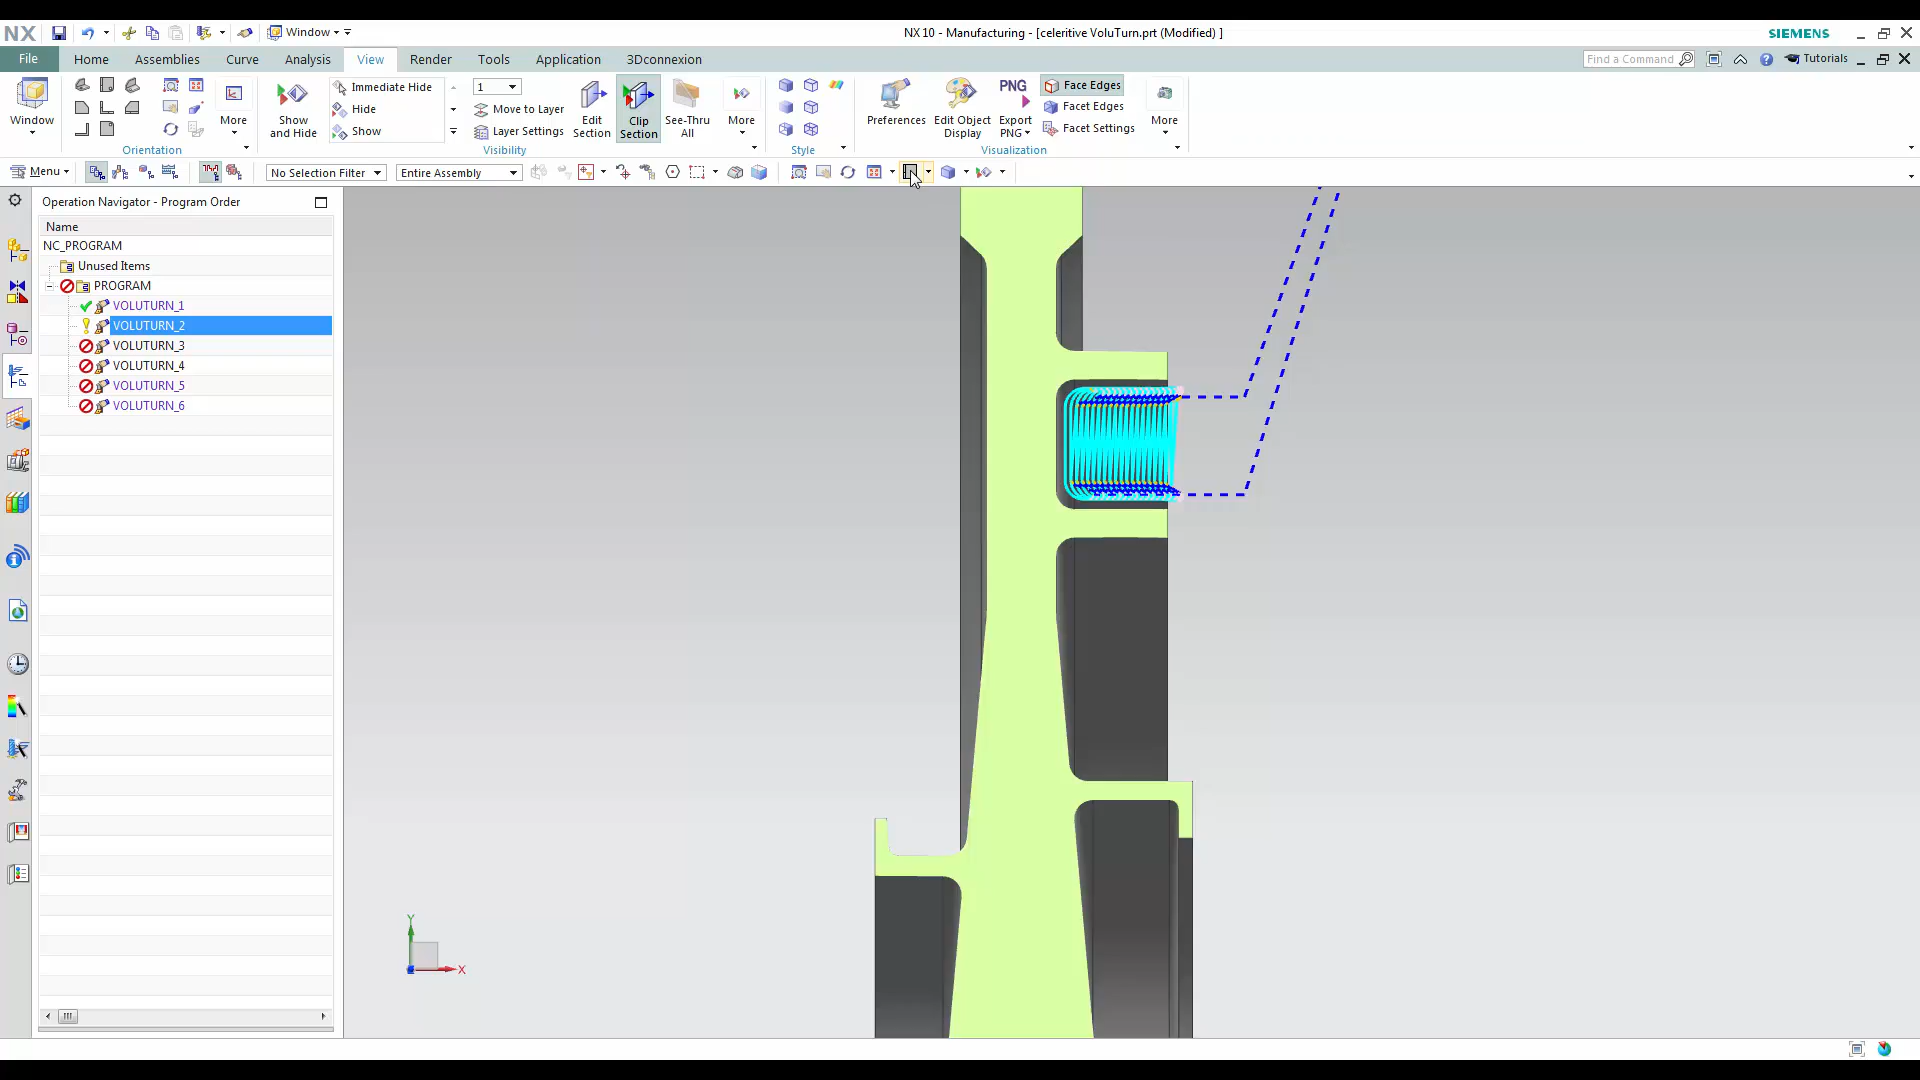 NX
Window
NX 10 - Manufacturing - [celeritive VoluTurn.prt (Modified) ]
SIEMENS
File
Home
Assemblies
Curve
Analysis
View
Render
Tools
Application
3Dconnexion
Find a Command
Tutorials
Window
More
Orientation
Show and Hide
Immediate Hide
Hide
Show
1
Move to Layer
Layer Settings
Edit Section
Clip Section
See-Thru All
More
Visibility
Style
Preferences
Edit Object Display
PNG
Export PNG
Face Edges
Facet Edges
Facet Settings
More
Visualization
Menu
No Selection Filter
Entire Assembly
Operation Navigator - Program Order
Name
NC_PROGRAM
Unused Items
PROGRAM
VOLUTURN_1
VOLUTURN_2
VOLUTURN_3
VOLUTURN_4
VOLUTURN_5
VOLUTURN_6
Y
X